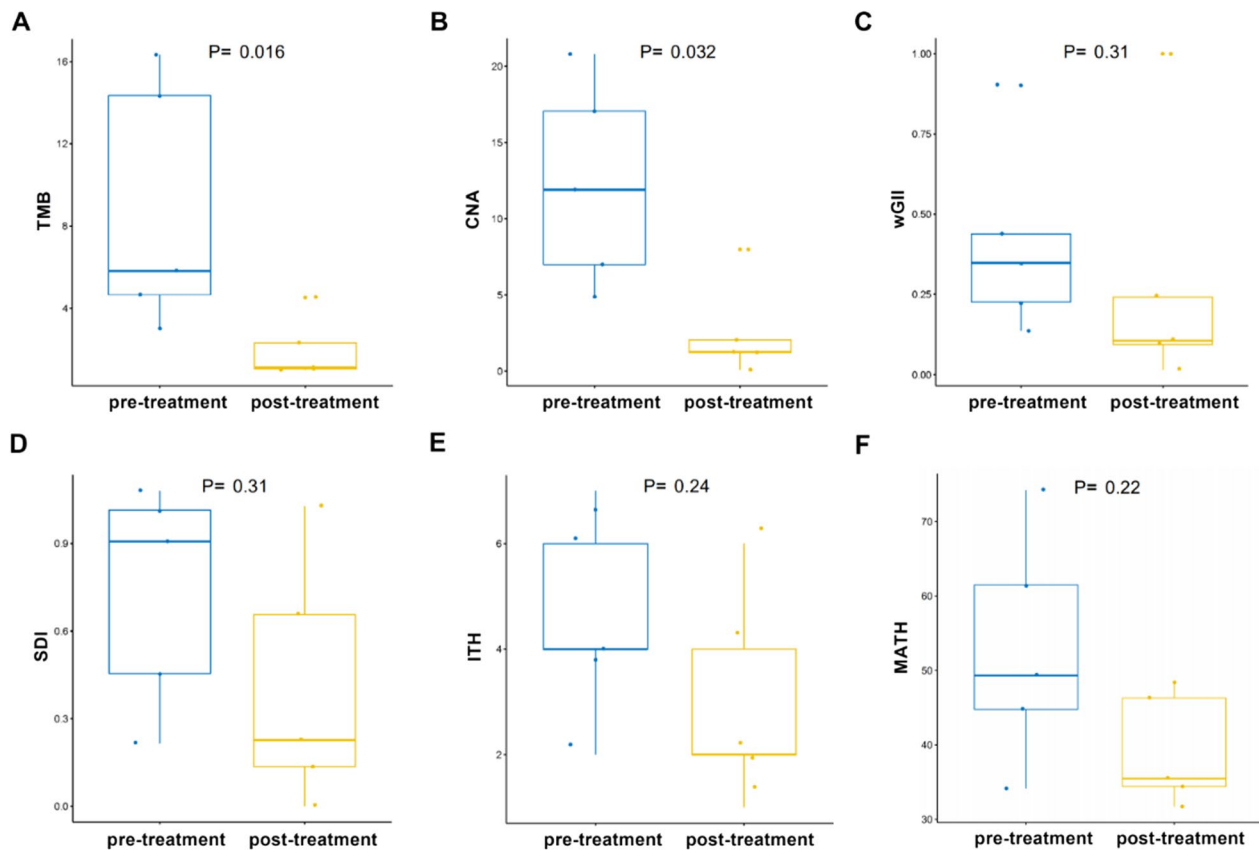 A
P= 0.016
TMB
16
12
8
4
pre-treatment
post-treatment
B
P= 0.032
CNA
20
15
10
5
0
pre-treatment
post-treatment
C
P= 0.31
wGII
1.00
0.75
0.50
0.25
0.00
pre-treatment
post-treatment
D
P= 0.31
SDI
0.9
0.6
0.3
0.0
pre-treatment
post-treatment
E
P= 0.24
ITH
6
4
2
pre-treatment
post-treatment
F
P= 0.22
MATH
70
60
50
40
30
pre-treatment
post-treatment